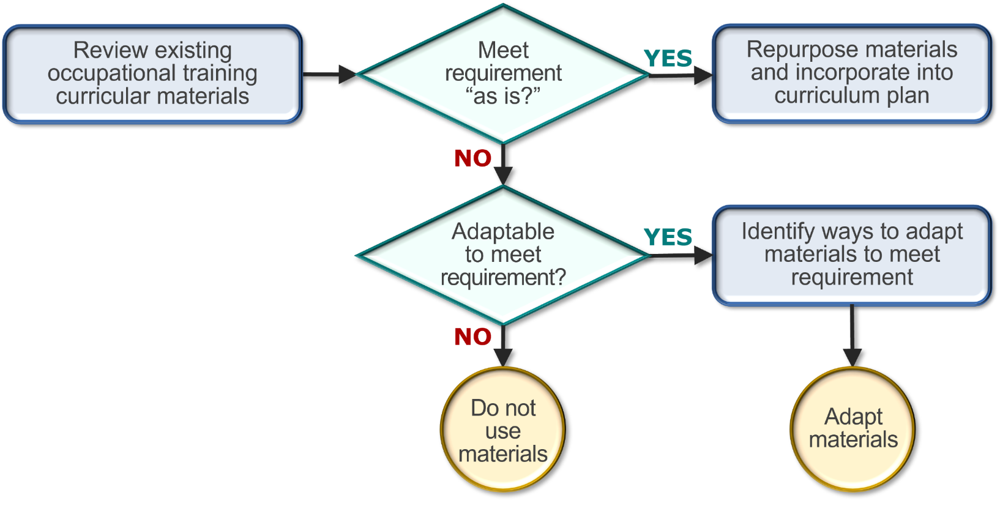 Review existing
occupational training
curricular materials
Meet
requirement
“as is?”
YES
Repurpose materials
and incorporate into
curriculum plan
NO
Adaptable
to meet
requirement?
YES
Identify ways to adapt
materials to meet
requirement
NO
Do not
use
materials
Adapt
materials